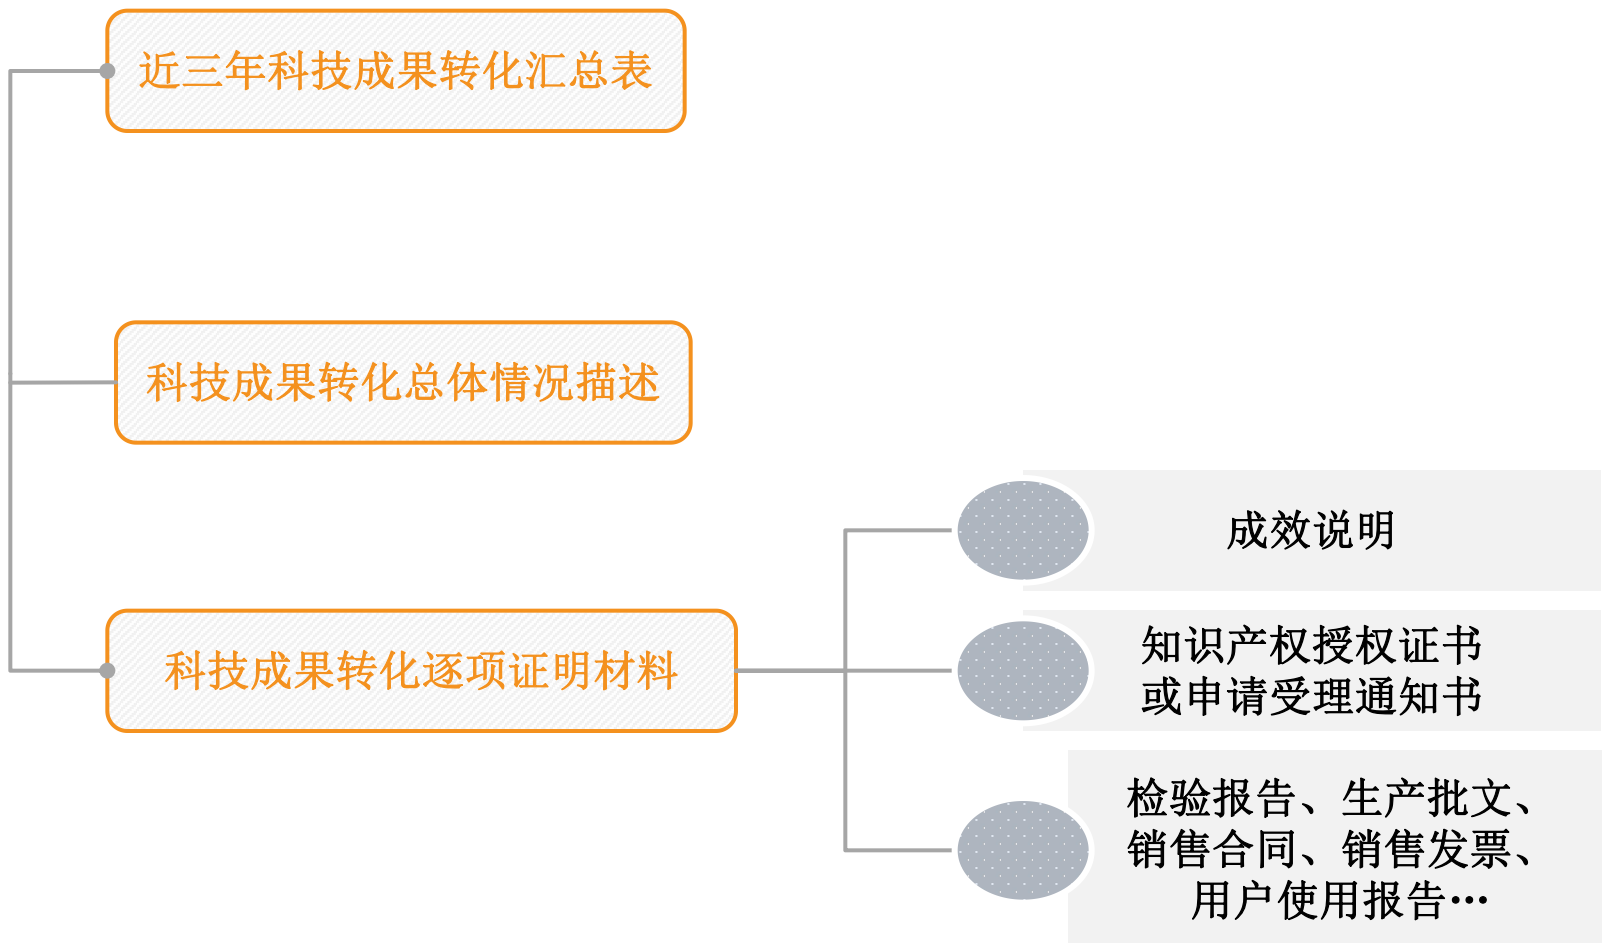 近三年科技成果转化汇总表
科技成果转化总体情况描述
科技成果转化逐项证明材料
成效说明
知识产权授权证书
或申请受理通知书
检验报告、生产批文、
销售合同、销售发票、
用户使用报告…